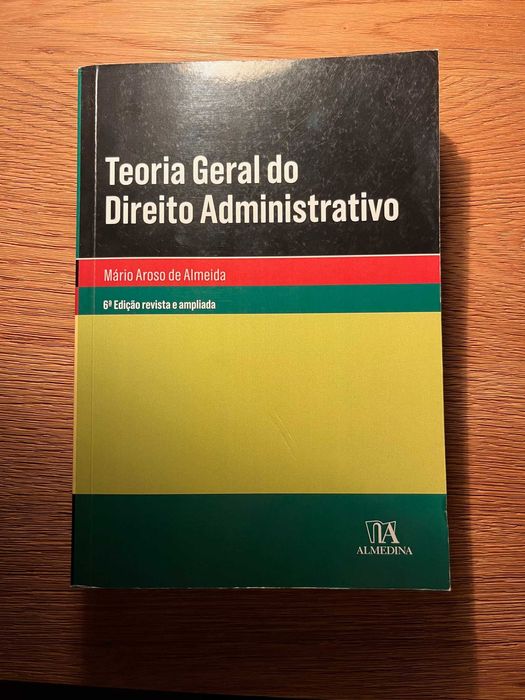 Teoria Geral do
Direito Administrativo
Mário Aroso de Almeida
6ª Edição revista e ampliada
ALMEDINA